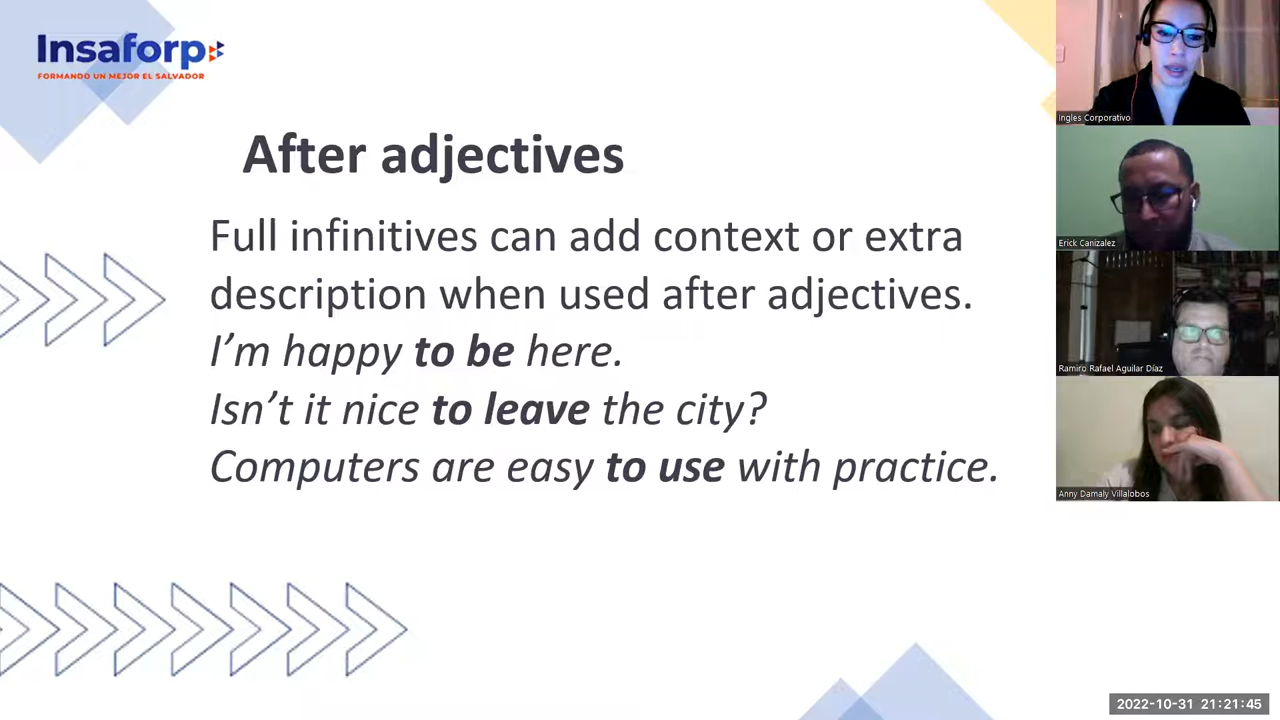 Insaforp
FORMANDO UN MEJOR EL SALVADOR
After adjectives
Full infinitives can add context or extra
description when used after adjectives.
I’m happy to be here.
Isn’t it nice to leave the city?
Computers are easy to use with practice.
Ingles Corporativo
Erick Canizalez
Ramiro Rafael Aguilar Díaz
Anny Damaly Villalobos
2022-10-31 21:21:45